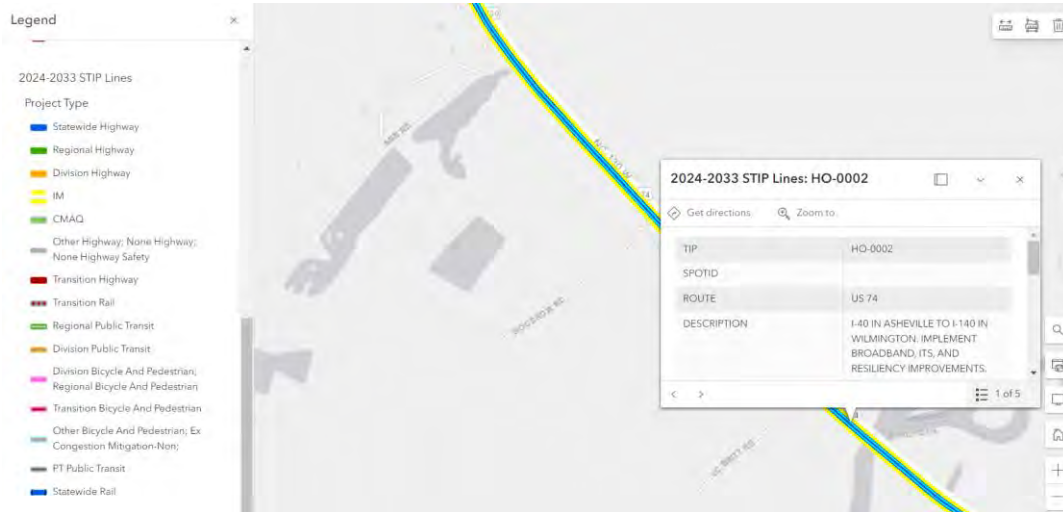 Legend
×
2024-2033 STIP Lines
Project Type
Statewide Highway
Regional Highway
Division Highway
IM
CMAQ
Other Highway; None Highway;
None Highway Safety
Transition Highway
Transition Rail
Regional Public Transit
Division Public Transit
Division Bicycle And Pedestrian;
Regional Bicycle And Pedestrian
Transition Bicycle And Pedestrian
Other Bicycle And Pedestrian; Ex
Congestion Mitigation-Non;
PT Public Transit
Statewide Rail
74
2024-2033 STIP Lines: HO-0002
×
Get directions
Zoom to
TIP HO-0002
SPOTID
ROUTE US 74
DESCRIPTION I-40 IN ASHEVILLE TO I-140 IN
WILMINGTON. IMPLEMENT
BROADBAND, ITS, AND
RESILIENCY IMPROVEMENTS.
1 of 5